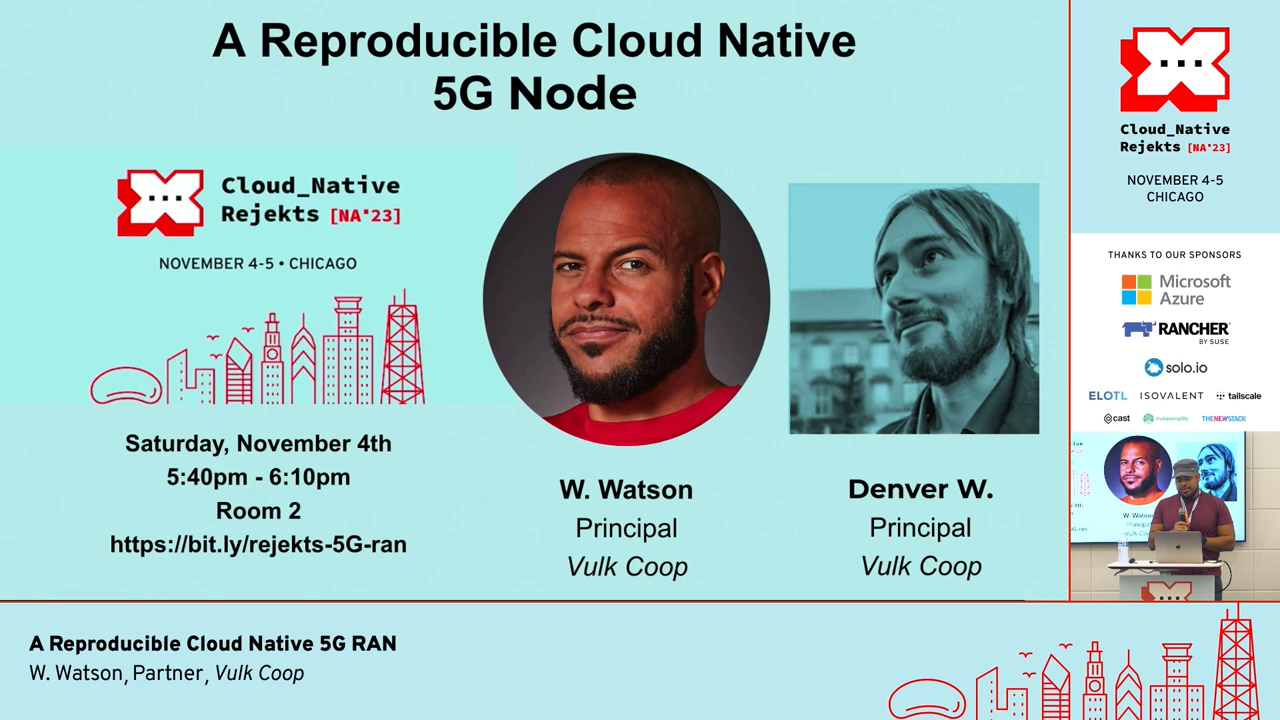 A Reproducible Cloud Native
5G Node
Cloud_Native
Rejekts [NA'23]
NOVEMBER 4-5 • CHICAGO
Saturday, November 4th
5:40pm - 6:10pm
Room 2
https://bit.ly/rejekts-5G-ran
W. Watson
Principal
Vulk Coop
Denver W.
Principal
Vulk Coop
Cloud_Native
Rejekts [NA'23]
NOVEMBER 4-5
CHICAGO
THANKS TO OUR SPONSORS
Microsoft
Azure
RANCHER
BY SUSE
solo.io
ELOTL ISOVALENT tailscale
cast kubesimplify THENEWSTACK
W. Watson
A Reproducible Cloud Native 5G RAN
W. Watson, Partner, Vulk Coop